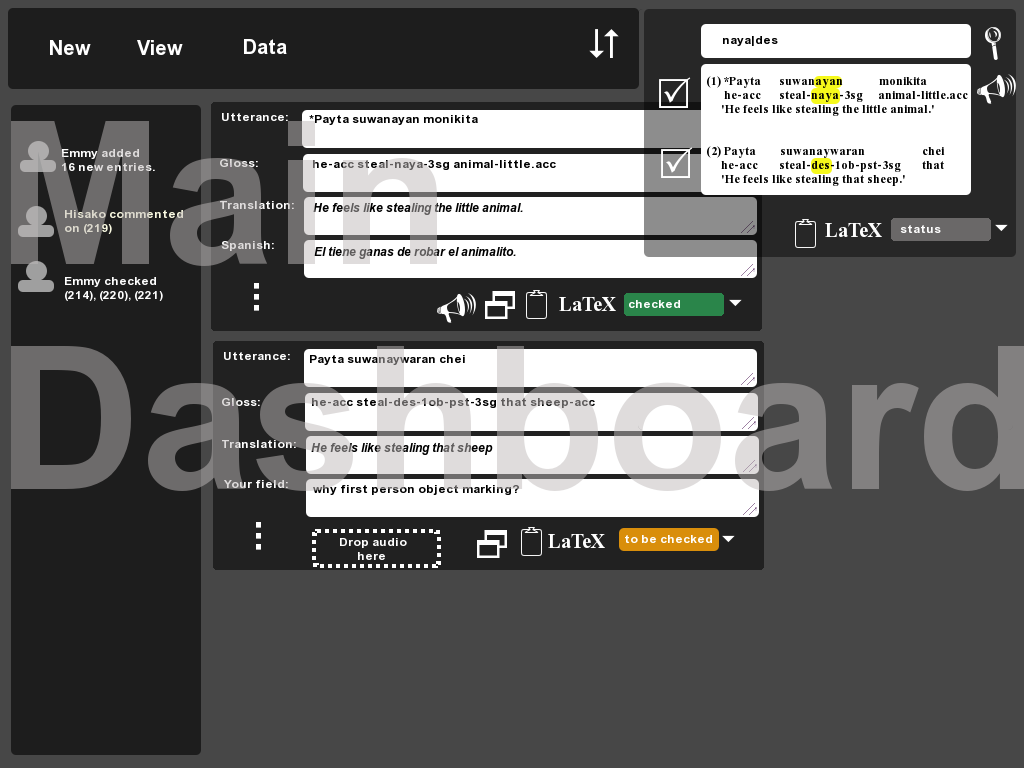 New View Data
naya|des
(1) *Payta suwanayan monikita
he-acc steal-naya-3sg animal-little.acc
'He feels like stealing the little animal.'
(2) Payta suwanaywaran chei
he-acc steal-des-1ob-pst-3sg that
'He feels like stealing that sheep.'
LaTeX status
Main
Dashboard
Emmy added
16 new entries.
Hisako commented
on (219)
Emmy checked
(214), (220), (221)
Utterance: *Payta suwanayan monikita
Gloss: he-acc steal-naya-3sg animal-little.acc
Translation: He feels like stealing the little animal.
Spanish: El tiene ganas de robar el animalito.
LaTeX checked
Utterance: Payta suwanaywaran chei
Gloss: he-acc steal-des-1ob-pst-3sg that sheep-acc
Translation: He feels like stealing that sheep
Your field: why first person object marking?
Drop audio
here
LaTeX to be checked